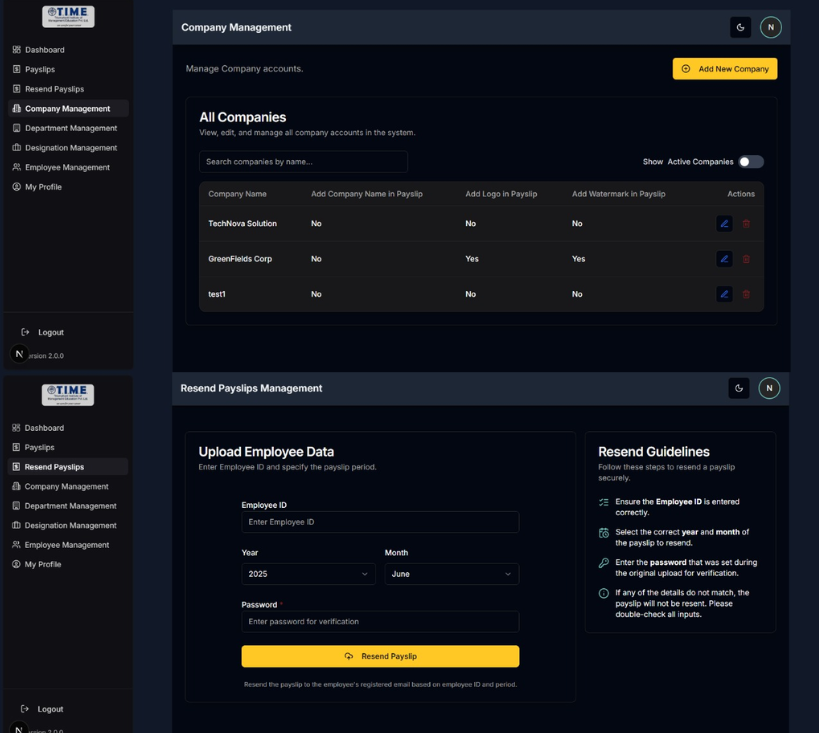 TIME
Dashboard
Payslips
Resend Payslips
Company Management
Department Management
Designation Management
Employee Management
My Profile
Logout
N
ersion 2.0.0
Company Management
N
Manage Company accounts.
Add New Company
All Companies
View, edit, and manage all company accounts in the system.
Search companies by name...
Show Active Companies
Company Name Add Company Name in Payslip Add Logo in Payslip Add Watermark in Payslip Actions
TechNova Solution No No No
GreenFields Corp No Yes Yes
test1 No No No
TIME
Dashboard
Payslips
Resend Payslips
Company Management
Department Management
Designation Management
Employee Management
My Profile
Logout
N
ersion 2.0.0
Resend Payslips Management
N
Upload Employee Data
Enter Employee ID and specify the payslip period.
Employee ID
Enter Employee ID
Year Month
2025 June
Password *
Enter password for verification
Resend Payslip
Resend the payslip to the employee's registered email based on employee ID and period.
Resend Guidelines
Follow these steps to resend a payslip
securely.
Ensure the Employee ID is entered
correctly.
Select the correct year and month of
the payslip to resend.
Enter the password that was set during
the original upload for verification.
If any of the details do not match, the
payslip will not be resent. Please
double-check all inputs.